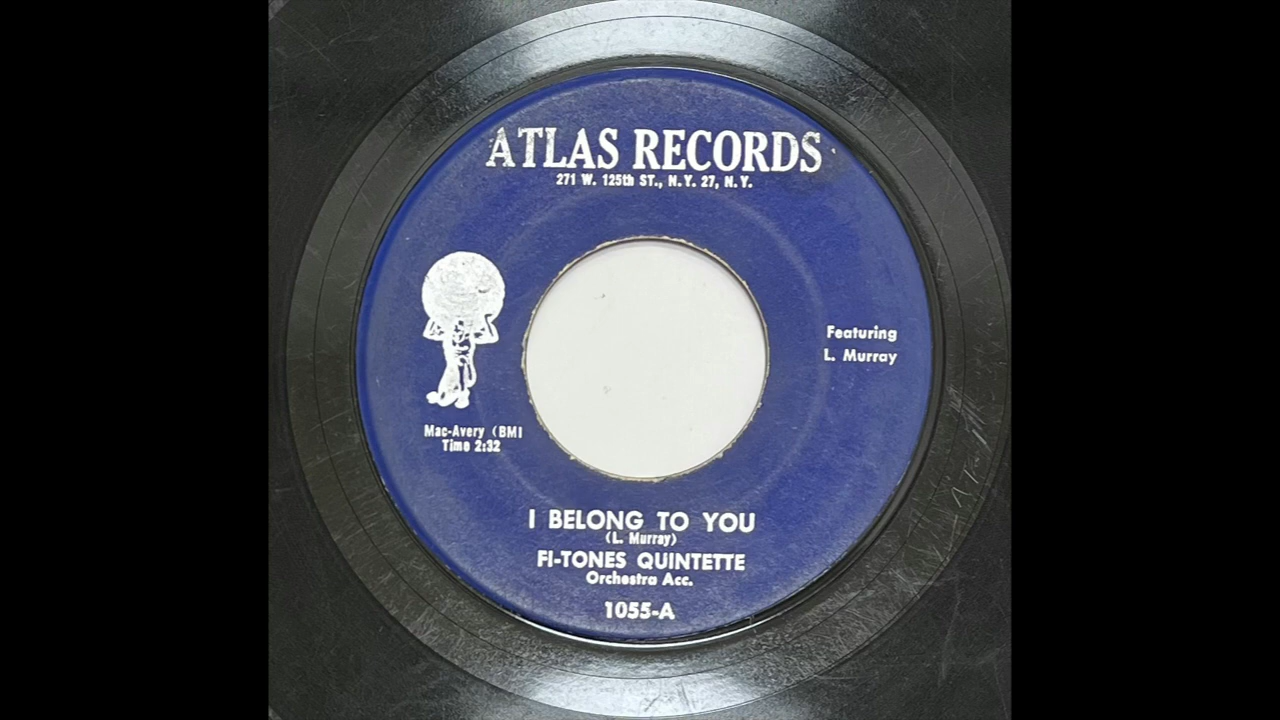 ATLAS RECORDS
271 W. 125th ST., N.Y. 27, N.Y.
Featuring
L. Murray
Mac-Avery (BMI
Time 2:32
I BELONG TO YOU
(L. Murray)
FI-TONES QUINTETTE
Orchestra Acc.
1055-A